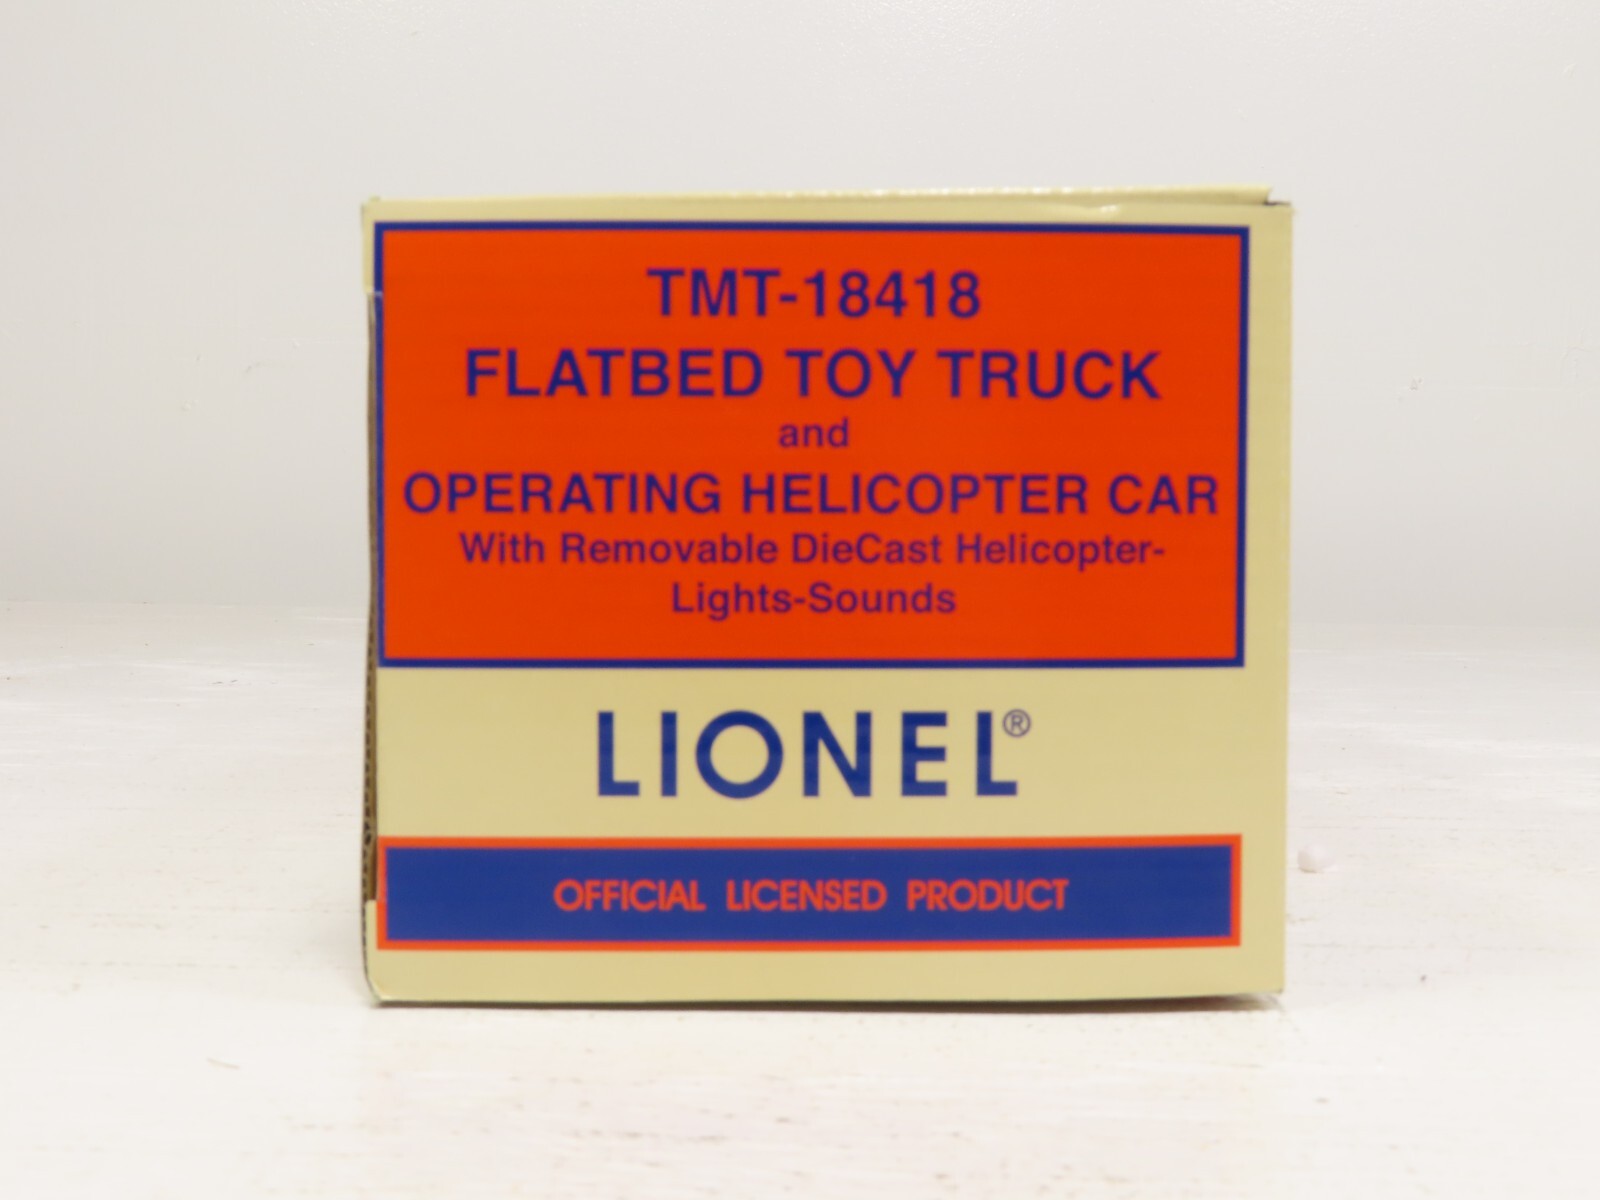 TMT-18418
FLATBED TOY TRUCK
and
OPERATING HELICOPTER CAR
With Removable DieCast Helicopter-
Lights-Sounds
LIONEL®
OFFICIAL LICENSED PRODUCT